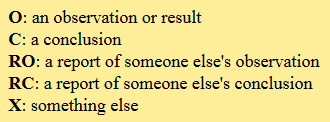 O: an observation or result
C: a conclusion
RO: a report of someone else's observation
RC: a report of someone else's conclusion
X: something else